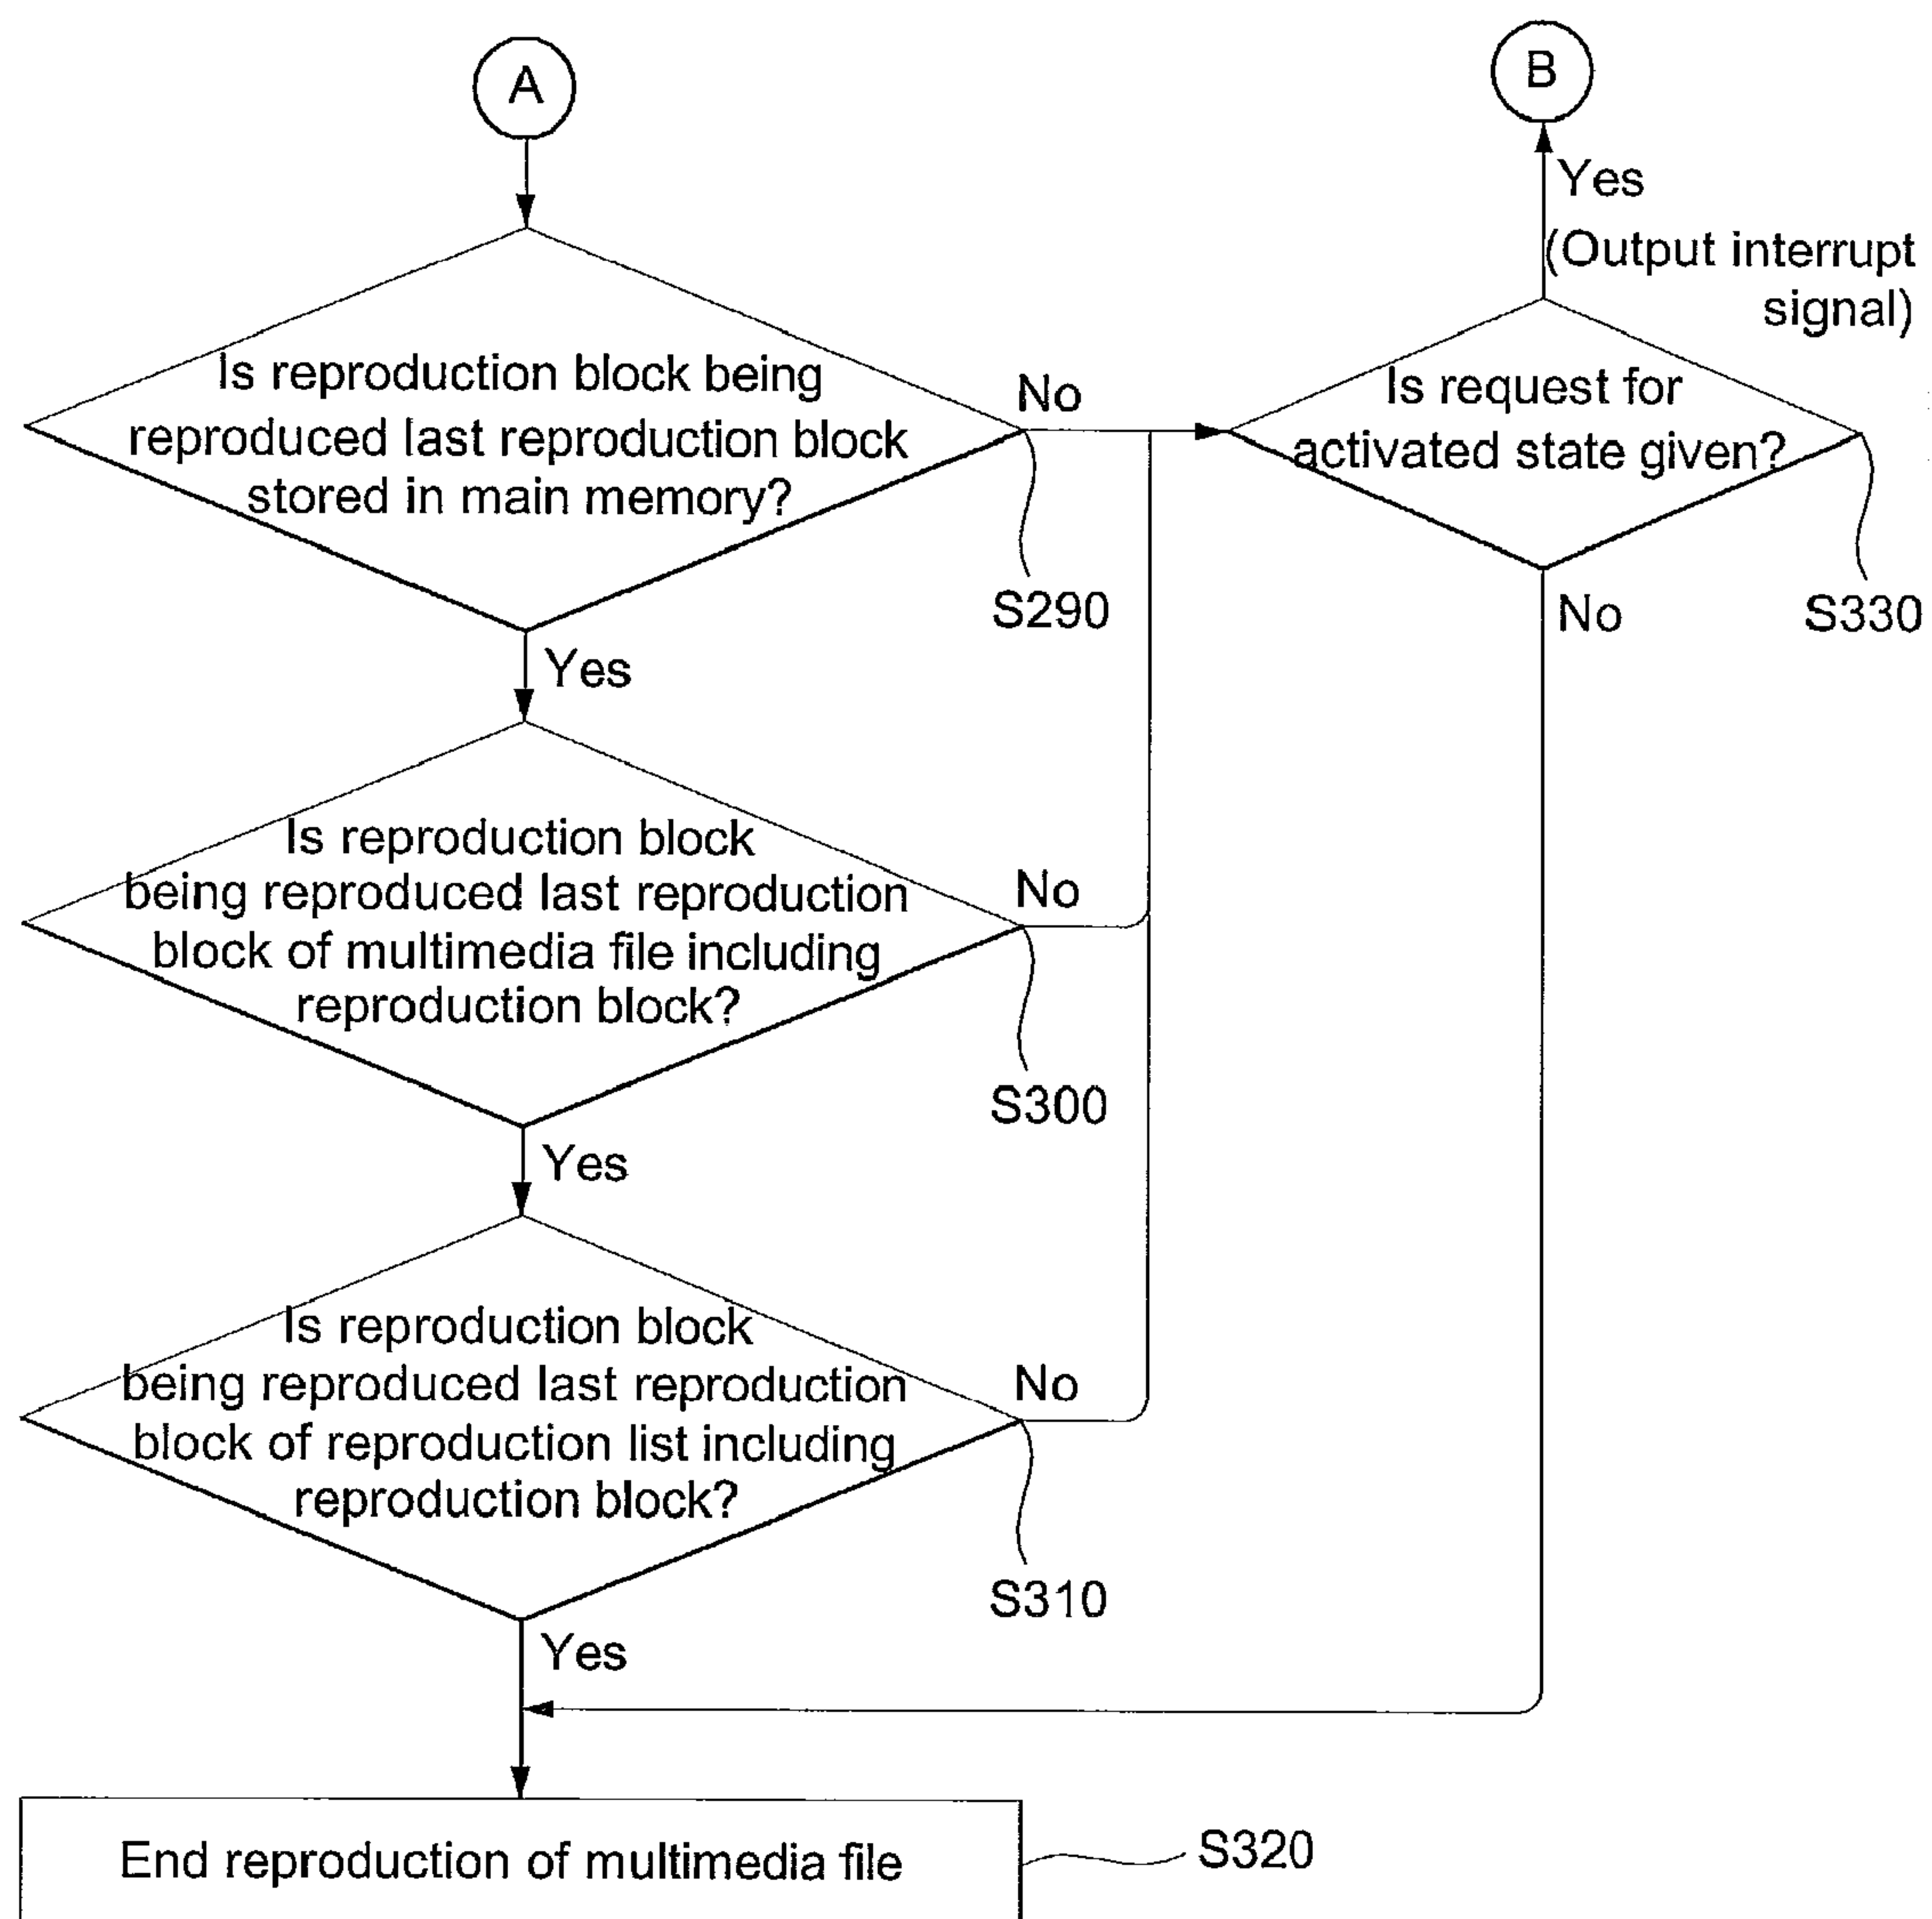 A
B
Yes
(Output interrupt
signal)
Is reproduction block being
reproduced last reproduction block
stored in main memory?
No
S290
Is request for
activated state given?
S330
No
Yes
Is reproduction block
being reproduced last reproduction
block of multimedia file including
reproduction block?
No
S300
Yes
Is reproduction block
being reproduced last reproduction
block of reproduction list including
reproduction block?
No
S310
Yes
End reproduction of multimedia file
S320